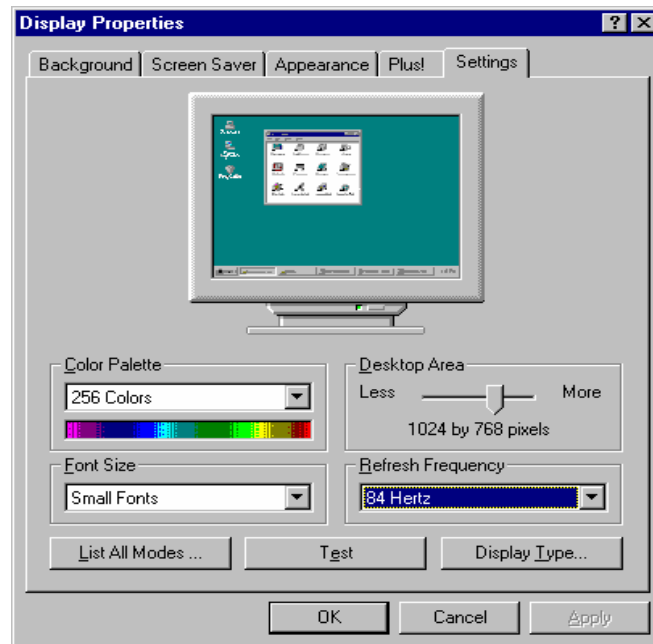 Display Properties
Background Screen Saver Appearance Plus! Settings
Color Palette
256 Colors
Desktop Area
Less More
1024 by 768 pixels
Font Size
Small Fonts
Refresh Frequency
84 Hertz
List All Modes ... Test Display Type...
OK Cancel Apply